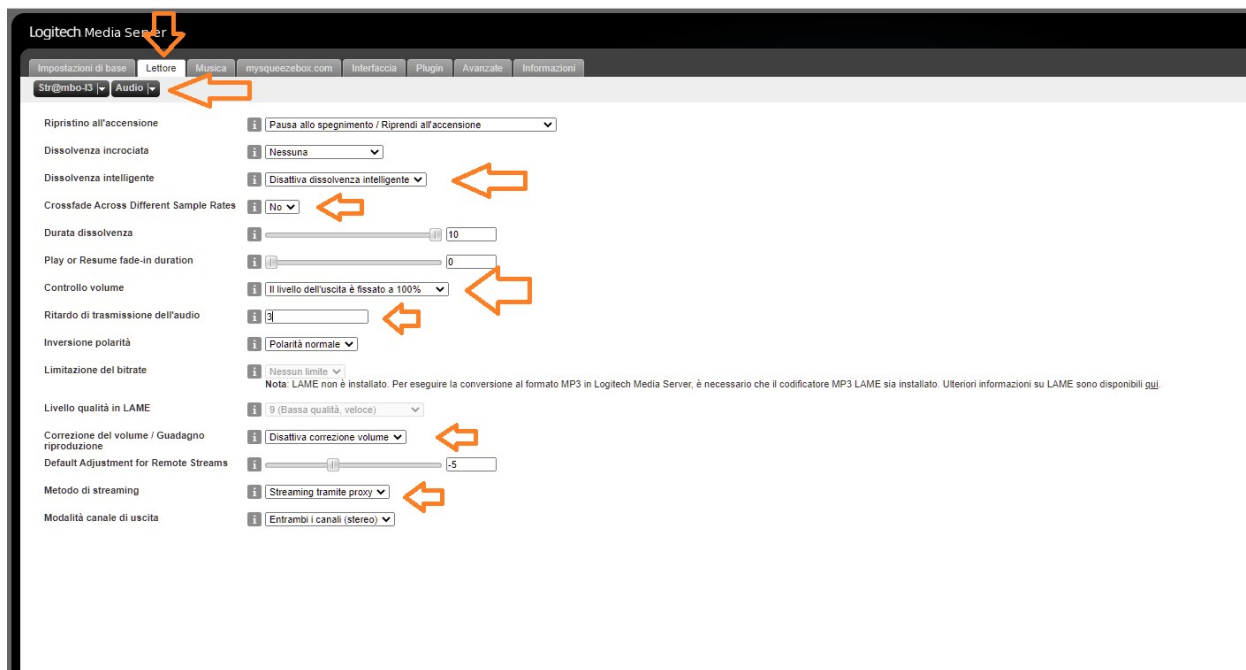 Logitech Media Server
Impostazioni di base Lettore Musica mysqueezebox.com Interfaccia Plugin Avanzate Informazioni
Str@mbo-I3 Audio
Ripristino all'accensione i Pausa allo spegnimento / Riprendi all'accensione
Dissolvenza incrociata i Nessuna
Dissolvenza intelligente i Disattiva dissolvenza intelligente
Crossfade Across Different Sample Rates i No
Durata dissolvenza i 10
Play or Resume fade-in duration i 0
Controllo volume i Il livello dell'uscita è fissato a 100%
Ritardo di trasmissione dell'audio i 3
Inversione polarità i Polarità normale
Limitazione del bitrate i Nessun limite
Nota: LAME non è installato. Per eseguire la conversione al formato MP3 in Logitech Media Server, è necessario che il codificatore MP3 LAME sia installato. Ulteriori informazioni su LAME sono disponibili qui.
Livello qualità in LAME i 9 (Bassa qualità, veloce)
Correzione del volume / Guadagno
riproduzione i Disattiva correzione volume
Default Adjustment for Remote Streams i -5
Metodo di streaming i Streaming tramite proxy
Modalità canale di uscita i Entrambi i canali (stereo)